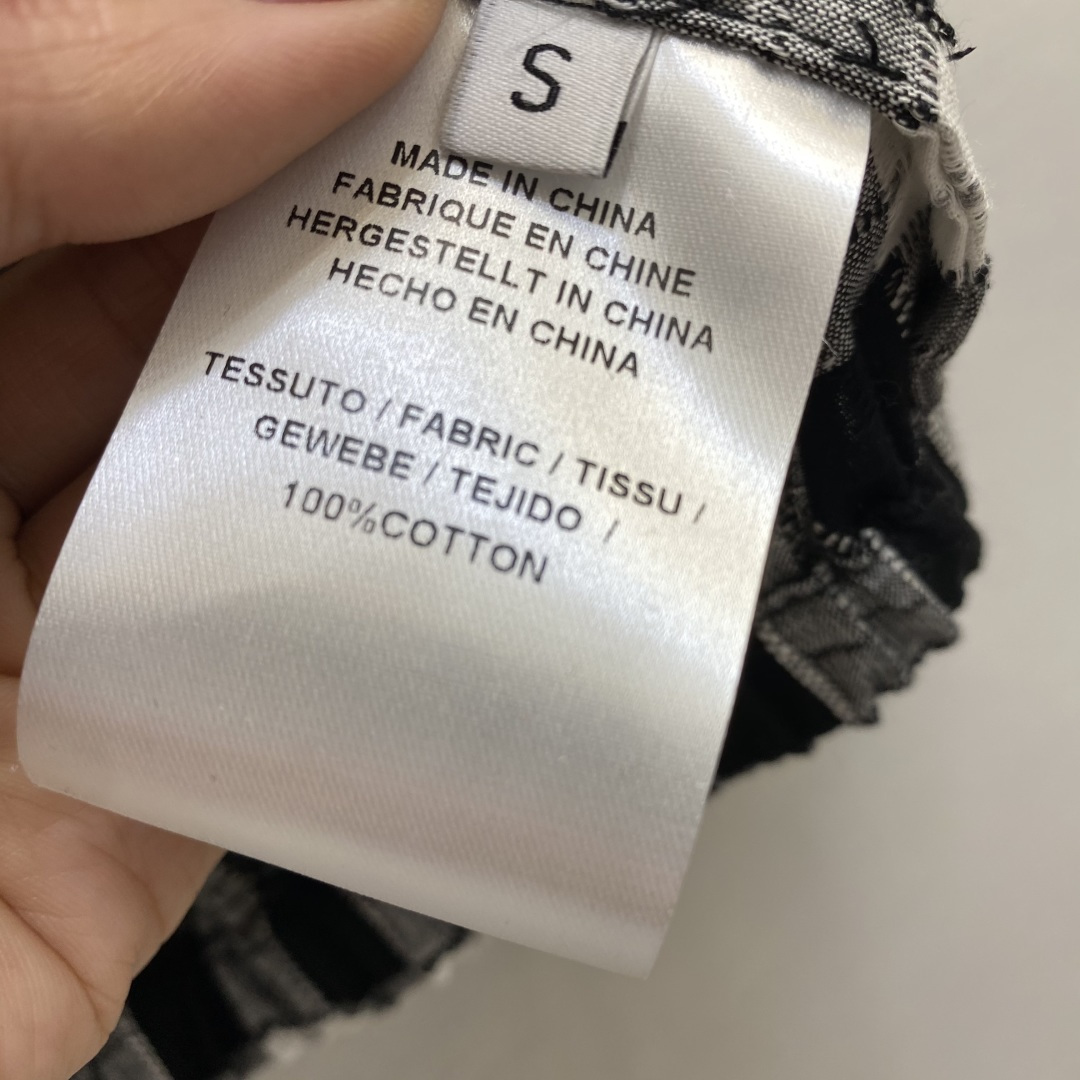 S
MADE IN CHINA
FABRIQUE EN CHINE
HERGESTELLT IN CHINA
HECHO EN CHINA
TESSUTO / FABRIC / TISSU /
GEWEBE / TEJIDO /
100%COTTON